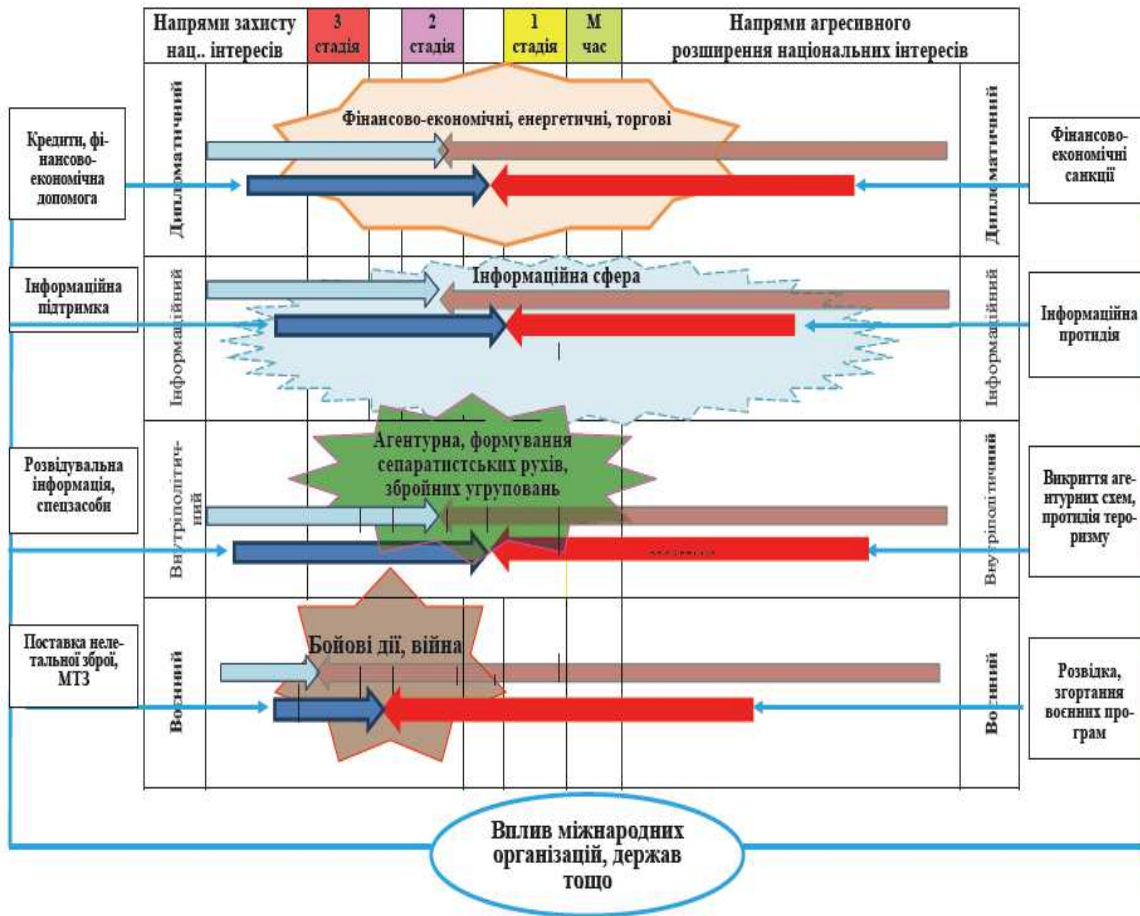 Напрями захисту
нац.. інтересів
3
стадія
2
стадія
1
стадія
М
час
Напрями агресивного
розширення національних інтересів
Кредити, фі-
нансово-
економічна
допомога
Дипломатичний
Фінансово-економічні, енергетичні, торгові
Дипломатичний
Фінансово-
економічні
санкції
Інформаційна
підтримка
Інформаційний
Інформаційна сфера
Інформаційний
Інформаційна
протидія
Розвідувальна
інформація,
спецзасоби
Внутріполітич-
ний
Агентурна, формування
сепаратистських рухів,
збройних угруповань
Внутріполітичний
Викриття аге-
нтурних схем,
протидія теро-
ризму
Поставка неле-
тальної зброї,
МТЗ
Воєнний
Бойові дії, війна
Воєнний
Розвідка,
згортання
воєнних про-
грам
Вплив міжнародних
організацій, держав
тощо